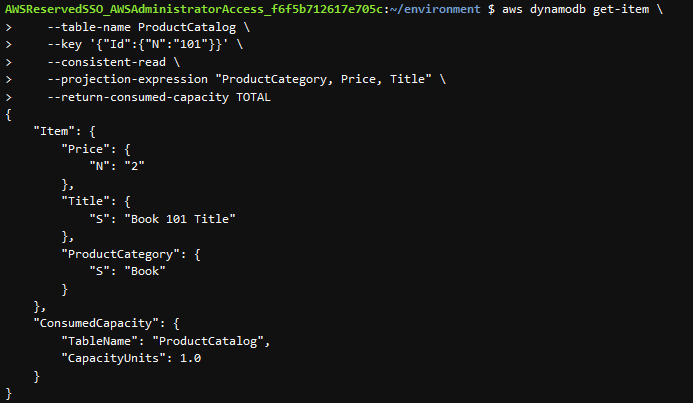 AWSReservedSSO_AWSAdministratorAccess_f6f5b712617e705c:~/environment $ aws dynamodb get-item \
>     --table-name ProductCatalog \
>     --key '{"Id":{"N":"101"}}' \
>     --consistent-read \
>     --projection-expression "ProductCategory, Price, Title" \
>     --return-consumed-capacity TOTAL
{
    "Item": {
        "Price": {
            "N": "2"
        },
        "Title": {
            "S": "Book 101 Title"
        },
        "ProductCategory": {
            "S": "Book"
        }
    },
    "ConsumedCapacity": {
        "TableName": "ProductCatalog",
        "CapacityUnits": 1.0
    }
}